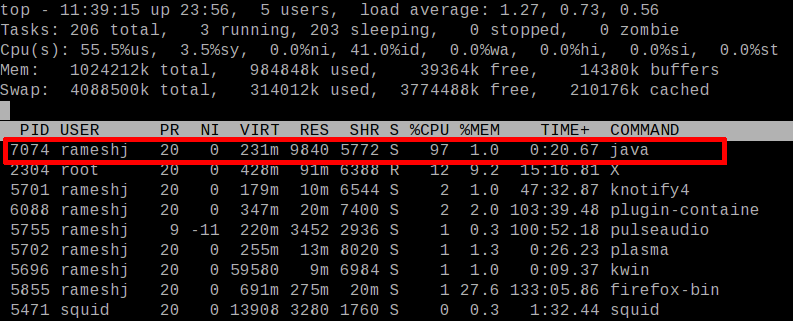 top - 11:39:15 up 23:56,  5 users,  load average: 1.27, 0.73, 0.56
Tasks: 206 total,   3 running, 203 sleeping,   0 stopped,   0 zombie
Cpu(s): 55.5%us,  3.5%sy,  0.0%ni, 41.0%id,  0.0%wa,  0.0%hi,  0.0%si,  0.0%st
Mem:   1024212k total,   984848k used,    39364k free,    14380k buffers
Swap:  4088500k total,   314012k used,  3774488k free,   210176k cached
PID USER      PR  NI  VIRT  RES  SHR S %CPU %MEM    TIME+  COMMAND
7074 rameshj   20   0  231m 9840 5772 S   97  1.0   0:20.67 java
2304 root      20   0  428m  91m 6388 R   12  9.2  15:16.81 X
5701 rameshj   20   0  179m  10m 6544 S    2  1.0  47:32.87 knotify4
6088 rameshj   20   0  347m  20m 7400 S    2  2.0 103:39.48 plugin-containe
5755 rameshj    9 -11  220m 3452 2936 S    1  0.3 100:52.18 pulseaudio
5702 rameshj   20   0  255m  13m 8020 S    1  1.3   0:26.23 plasma
5696 rameshj   20   0 59580   9m 6984 S    1  1.0   0:09.37 kwin
5855 rameshj   20   0  691m 275m  20m S    1 27.6 133:05.86 firefox-bin
5471 squid     20   0 13908 3280 1760 S    0  0.3   1:32.44 squid